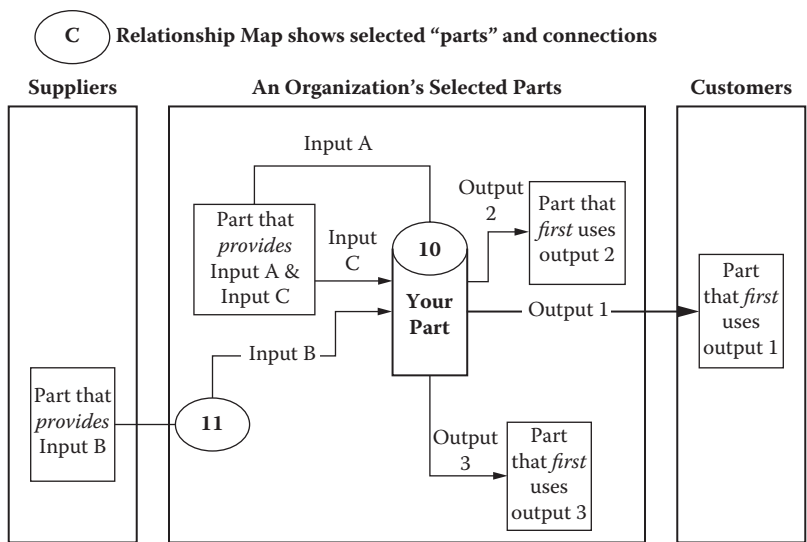 C
Relationship Map shows selected “parts” and connections
Suppliers
An Organization’s Selected Parts
Customers
Input A
Part that
provides
Input A &
Input C
Input
C
10
Your
Part
Output
2
Part that
first uses
output 2
Output 1
Part
that first
uses
output 1
Input B
Part that
provides
Input B
11
Output
3
Part
that first
uses
output 3